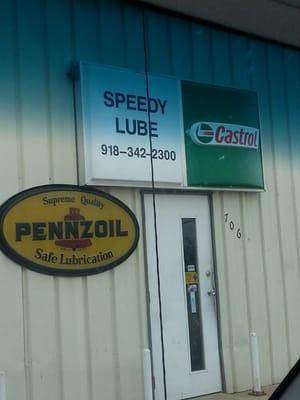 SPEEDY
LUBE
918-342-2300
Castrol
Supreme Quality
PENNZOIL
Safe Lubrication
706